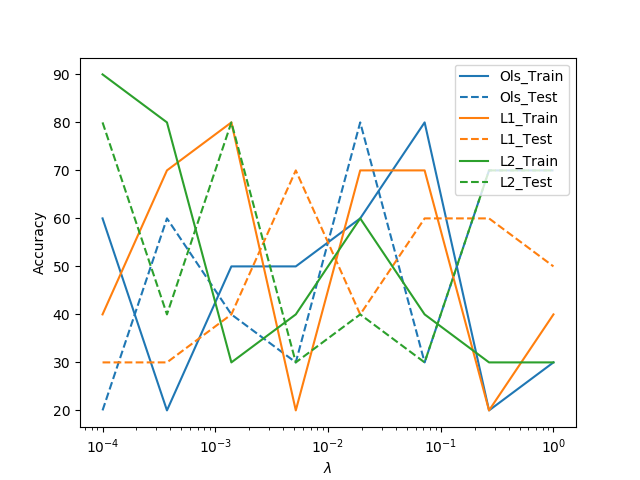 90
80
70
60
50
40
30
20
Accuracy
10⁻⁴
10⁻³
10⁻²
10⁻¹
10⁰
λ
Ols_Train
Ols_Test
L1_Train
L1_Test
L2_Train
L2_Test